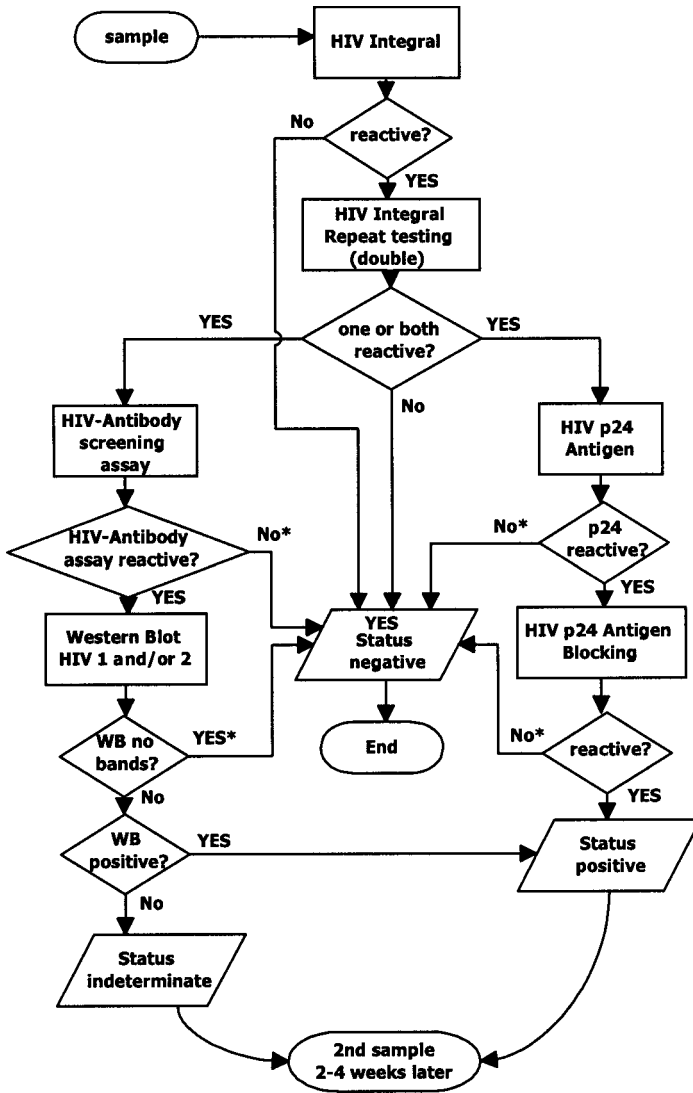 sample
HIV Integral
No
reactive?
YES
HIV Integral
Repeat testing
(double)
YES
one or both
reactive?
YES
No
HIV-Antibody
screening
assay
HIV p24
Antigen
HIV-Antibody
assay reactive?
No*
No*
p24
reactive?
YES
YES
Western Blot
HIV 1 and/or 2
YES
Status
negative
HIV p24 Antigen
Blocking
WB no
bands?
YES*
End
No*
reactive?
No
YES
WB
positive?
YES
Status
positive
No
Status
indeterminate
2nd sample
2-4 weeks later